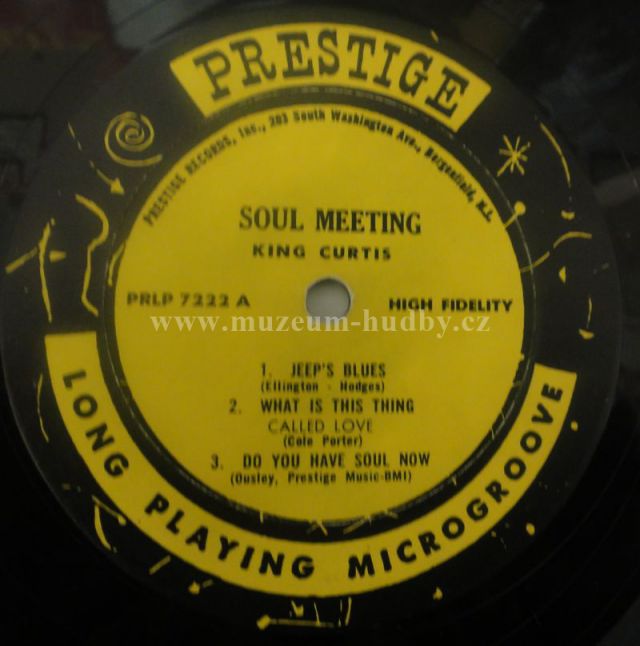 PRESTIGE
PRESTIGE RECORDS, INC., 203 South Washington Ave., Bergenfield, N.J.
SOUL MEETING
KING CURTIS
PRLP 7222 A
HIGH FIDELITY
www.muzeum-hudby.cz
1. JEEP'S BLUES
(Ellington - Hodges)
2. WHAT IS THIS THING
CALLED LOVE
(Cole Porter)
3. DO YOU HAVE SOUL NOW
(Ousley, Prestige Music-BMI)
LONG PLAYING MICROGROOVE